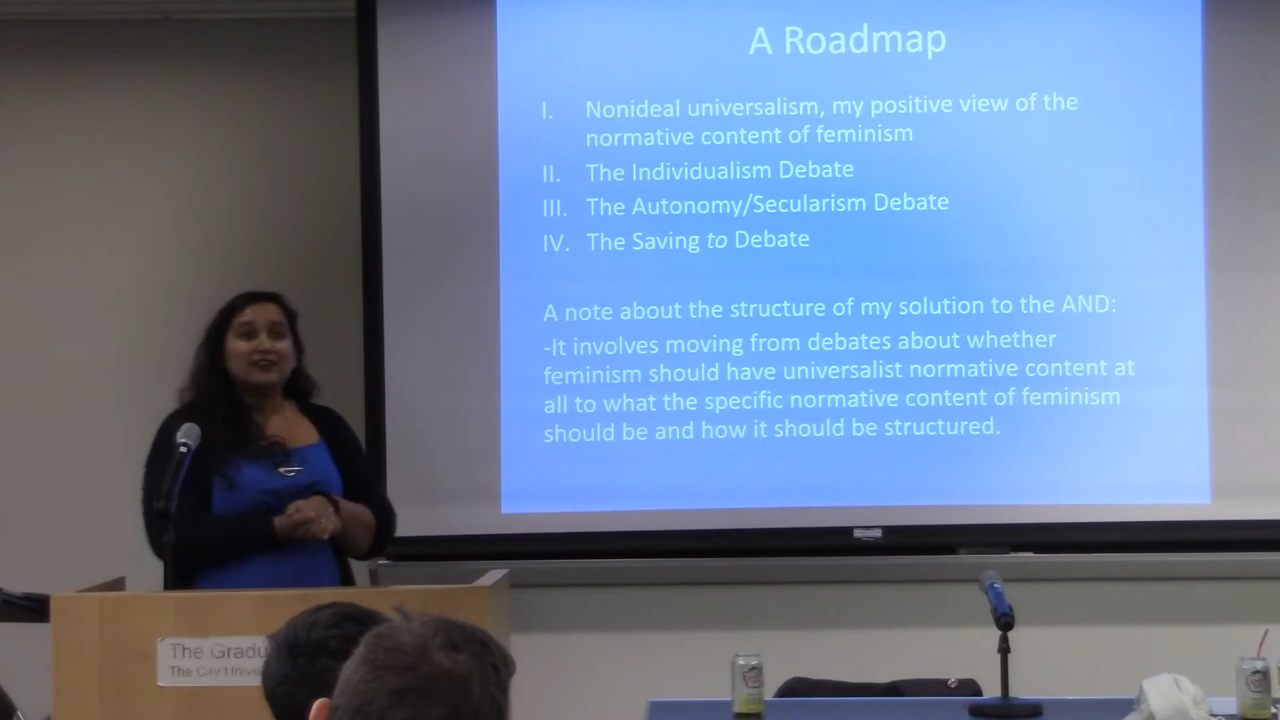 A Roadmap
I. Nonideal universalism, my positive view of the
normative content of feminism
II. The Individualism Debate
III. The Autonomy/Secularism Debate
IV. The Saving to Debate
A note about the structure of my solution to the AND:
-It involves moving from debates about whether
feminism should have universalist normative content at
all to what the specific normative content of feminism
should be and how it should be structured.
The Gradu
The City Unive